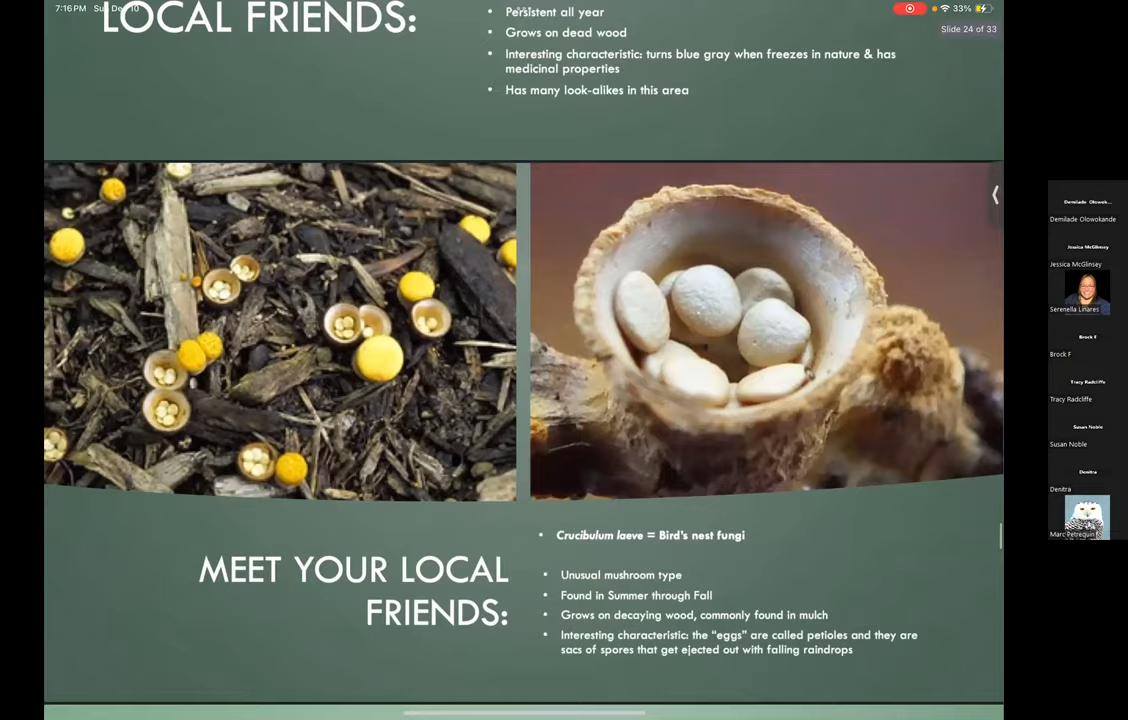 7:16 PM Sun Dec 10
33%
LOCAL FRIENDS:
Slide 24 of 33
• Persistent all year
• Grows on dead wood
• Interesting characteristic: turns blue gray when freezes in nature & has
medicinal properties
• Has many look-alikes in this area
MEET YOUR LOCAL
FRIENDS:
• Crucibulum laeve = Bird's nest fungi
• Unusual mushroom type
• Found in Summer through Fall
• Grows on decaying wood, commonly found in mulch
• Interesting characteristic: the "eggs" are called petioles and they are
sacs of spores that get ejected out with falling raindrops
Demilade Olowok...
Demilade Olowokande
Jessica McGlinsey
Jessica McGlinsey
Serenella Linares
Brock F
Brock F
Tracy Radcliffe
Tracy Radcliffe
Susan Noble
Susan Noble
Denitra
Denitra
Marc Petrequin